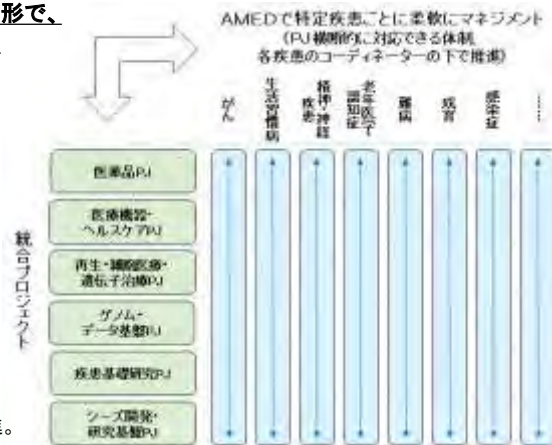 形で、
AMEDで特定疾患ごとに柔軟にマネジメント
(PJ横断的に対応できる体制、
各疾患のコーディネーターの下で推進)
がん
生活習慣病
精神・神経
疾患
老年医学
認知症
難病
成育
感染症
……
統合プロジェクト
医薬品PJ
医療機器・
ヘルスケアPJ
再生・細胞医療・
遺伝子治療PJ
ゲノム・
データ基盤PJ
疾患基礎研究PJ
シーズ開発・
研究基盤PJ
。